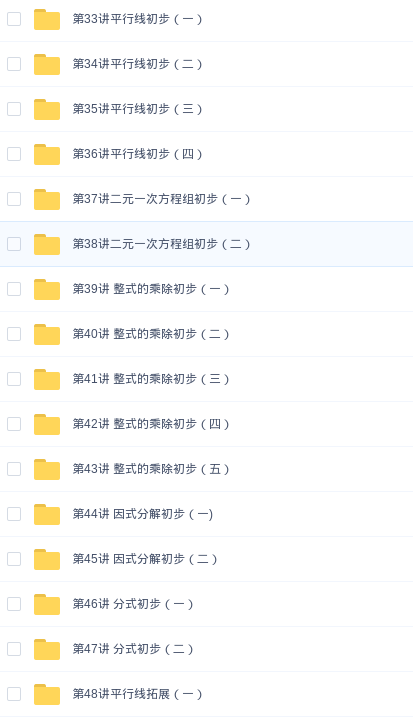 第33讲平行线初步（一）
第34讲平行线初步（二）
第35讲平行线初步（三）
第36讲平行线初步（四）
第37讲二元一次方程组初步（一）
第38讲二元一次方程组初步（二）
第39讲 整式的乘除初步（一）
第40讲 整式的乘除初步（二）
第41讲 整式的乘除初步（三）
第42讲 整式的乘除初步（四）
第43讲 整式的乘除初步（五）
第44讲 因式分解初步（一)
第45讲 因式分解初步（二）
第46讲 分式初步（一）
第47讲 分式初步（二）
第48讲平行线拓展（一）